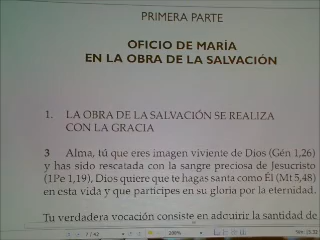 PRIMERA PARTE
OFICIO DE MARÍA
EN LA OBRA DE LA SALVACIÓN
1. LA OBRA DE LA SALVACIÓN SE REALIZA
CON LA GRACIA
3 Alma, tú que eres imagen viviente de Dios (Gén 1,26)
y has sido rescatada con la sangre preciosa de Jesucristo
(1Pe 1,19), Dios quiere que te hagas santa como Él (Mt 5,48)
en esta vida y que participes en su gloria por la eternidad.
Tu verdadera vocación consiste en adquirir la santidad de
200%